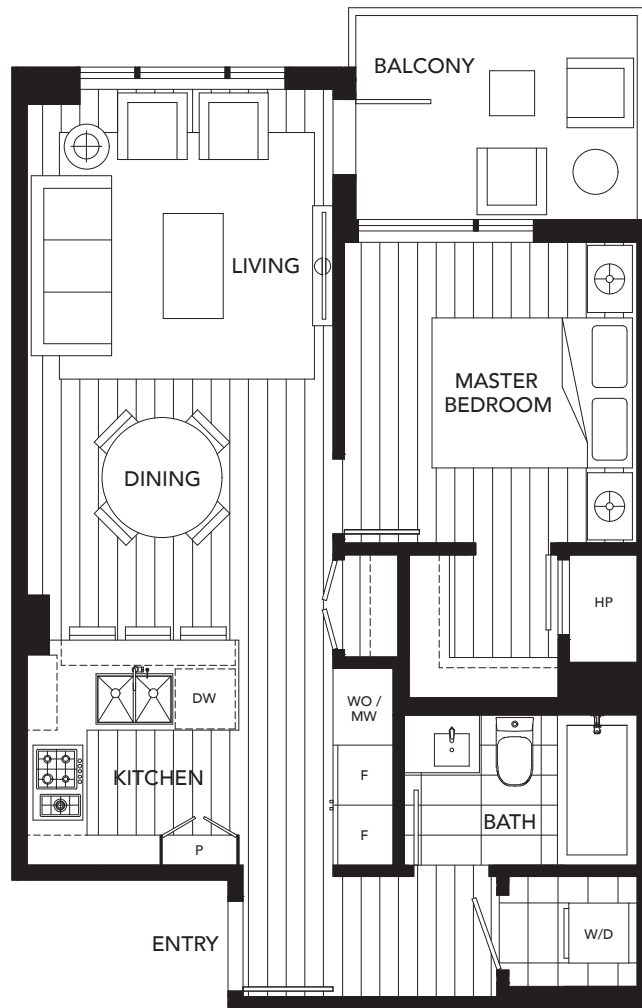 BALCONY
LIVING
MASTER
BEDROOM
DINING
HP
DW
WO /
MW
KITCHEN
F
F
BATH
P
ENTRY
W/D